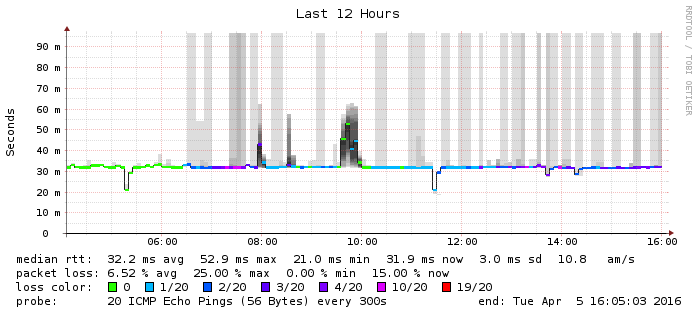 Last 12 Hours
RRDTOOL / TOBI OETIKER
Seconds
90 m
80 m
70 m
60 m
50 m
40 m
30 m
20 m
10 m
0
06:00 08:00 10:00 12:00 14:00 16:00
median rtt: 32.2 ms avg 52.9 ms max 21.0 ms min 31.9 ms now 3.0 ms sd 10.8 am/s
packet loss: 6.52 % avg 25.00 % max 0.00 % min 15.00 % now
loss color: 0 1/20 2/20 3/20 4/20 10/20 19/20
probe: 20 ICMP Echo Pings (56 Bytes) every 300s end: Tue Apr 5 16:05:03 2016